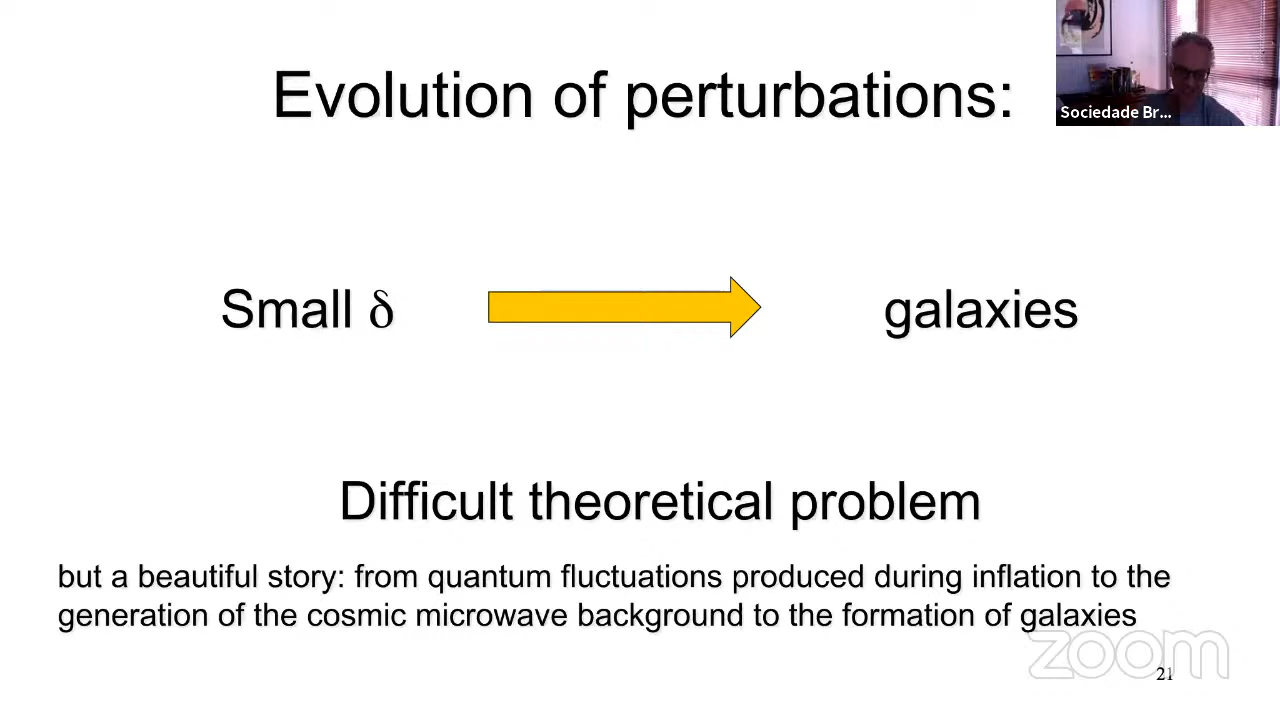 Evolution of perturbations:
Sociedade Br...
Small δ
galaxies
Difficult theoretical problem
but a beautiful story: from quantum fluctuations produced during inflation to the
generation of the cosmic microwave background to the formation of galaxies
zoom
21